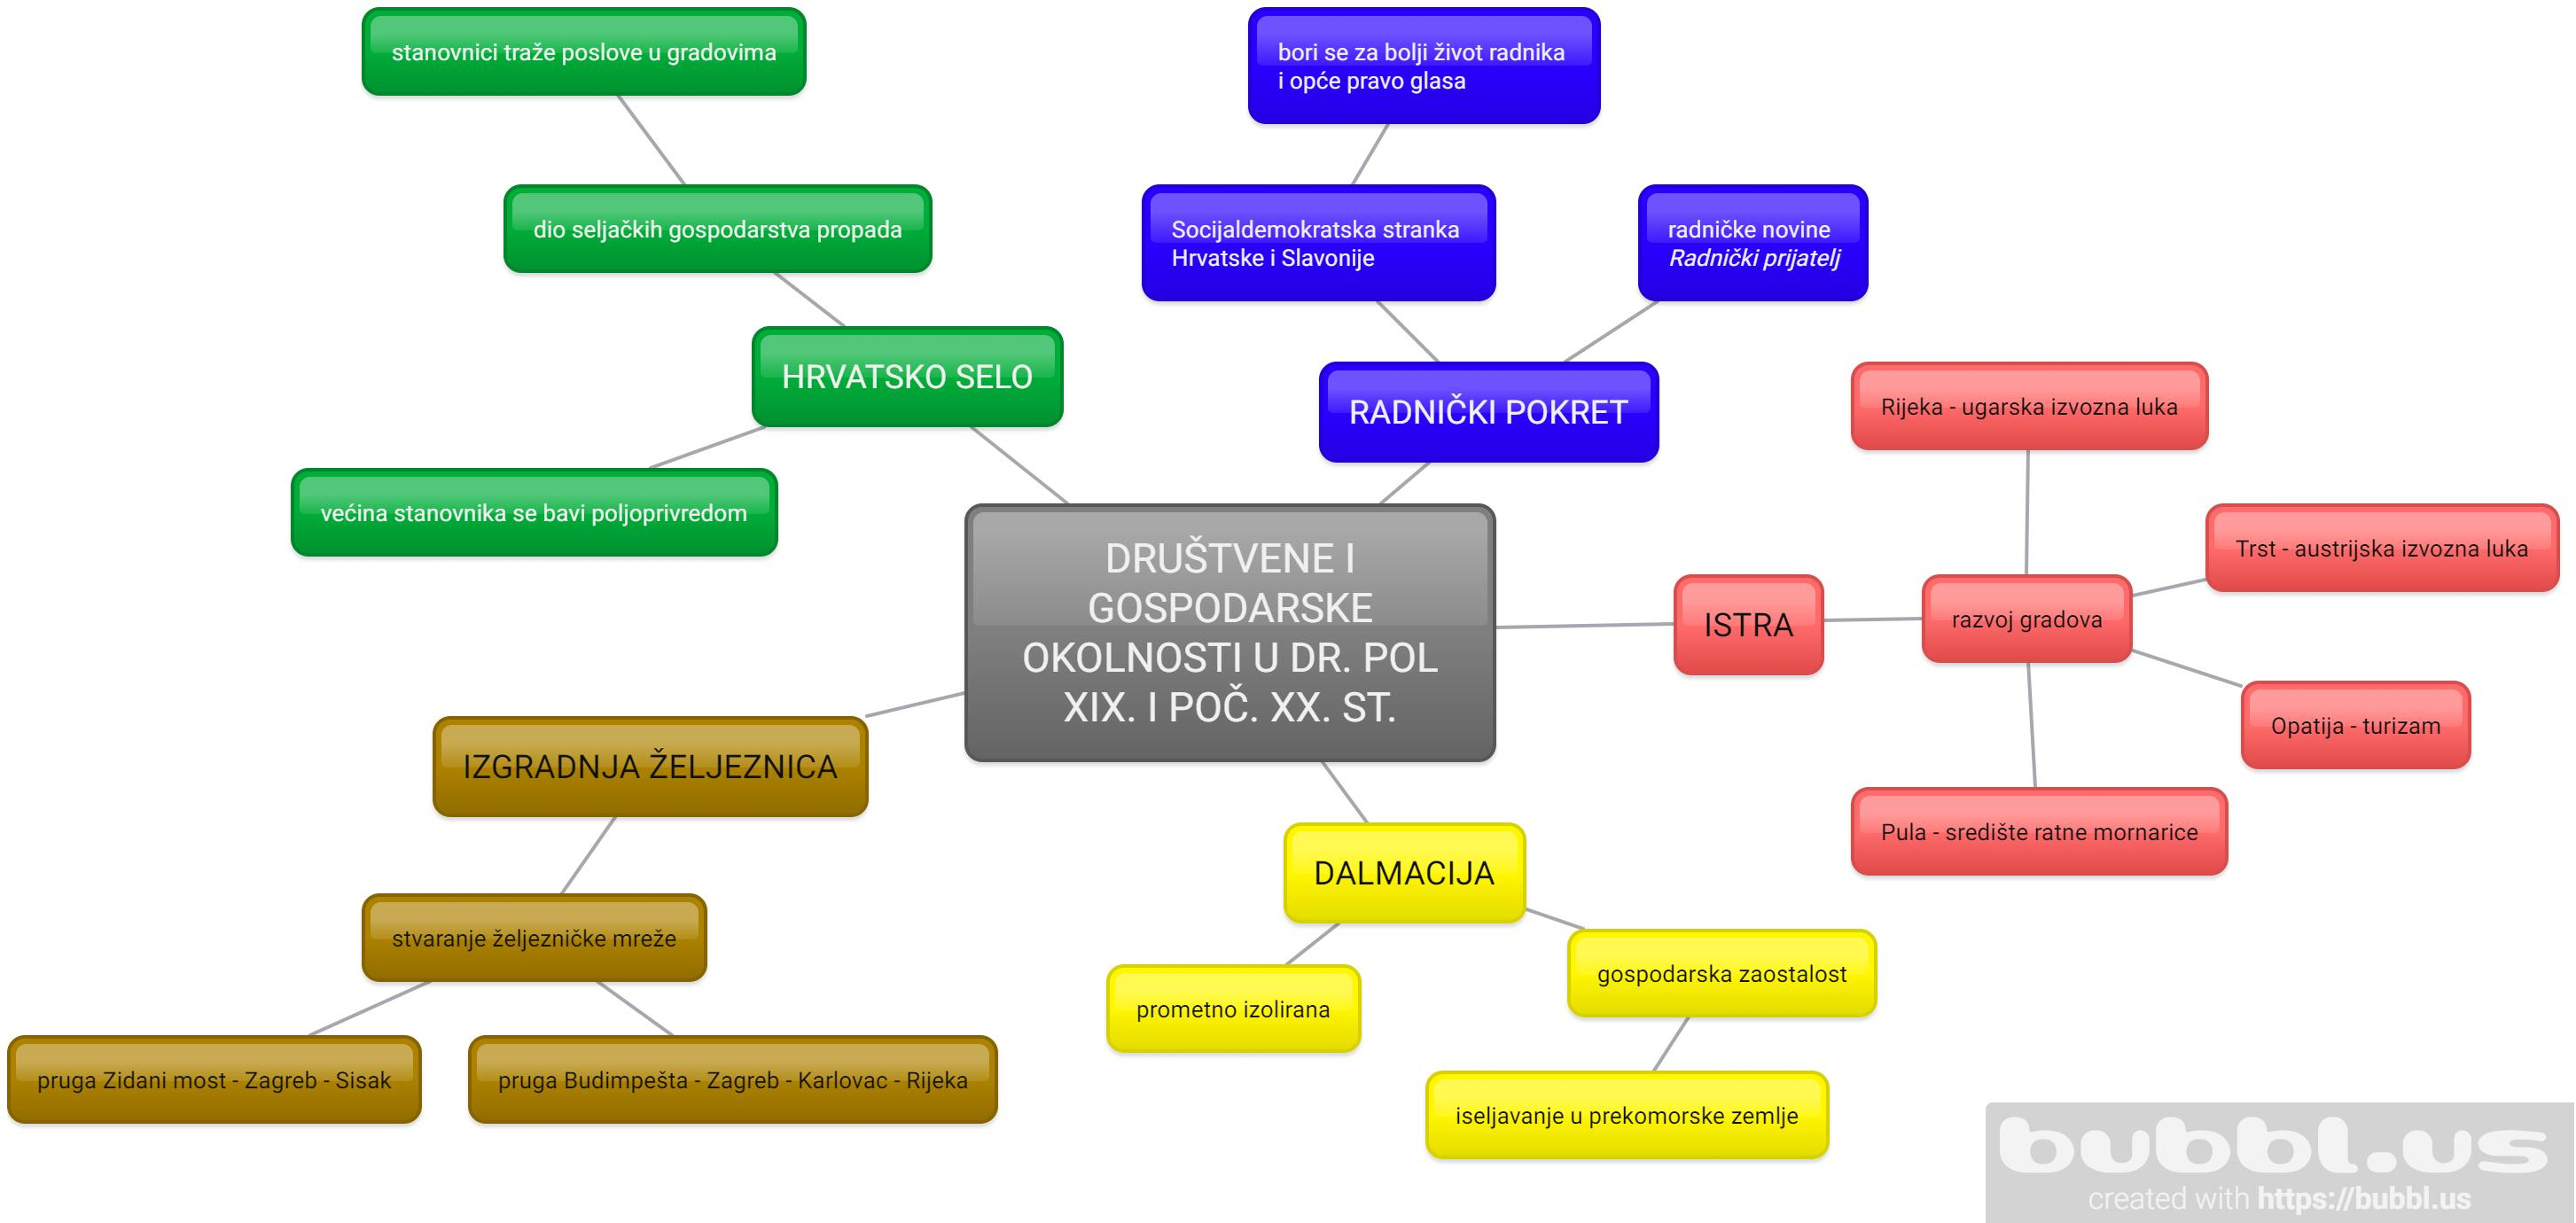 stanovnici traže poslove u gradovima
bori se za bolji život radnika
i opće pravo glasa
dio seljačkih gospodarstva propada
Socijaldemokratska stranka
Hrvatske i Slavonije
radničke novine
Radnički prijatelj
HRVATSKO SELO
RADNIČKI POKRET
Rijeka - ugarska izvozna luka
većina stanovnika se bavi poljoprivredom
DRUŠTVENE I
GOSPODARSKE
OKOLNOSTI U DR. POL
XIX. I POČ. XX. ST.
Trst - austrijska izvozna luka
ISTRA
razvoj gradova
Opatija - turizam
IZGRADNJA ŽELJEZNICA
Pula - središte ratne mornarice
DALMACIJA
stvaranje željezničke mreže
gospodarska zaostalost
prometno izolirana
pruga Zidani most - Zagreb - Sisak
pruga Budimpešta - Zagreb - Karlovac - Rijeka
iseljavanje u prekomorske zemlje
bubbl.us
created with https://bubbl.us